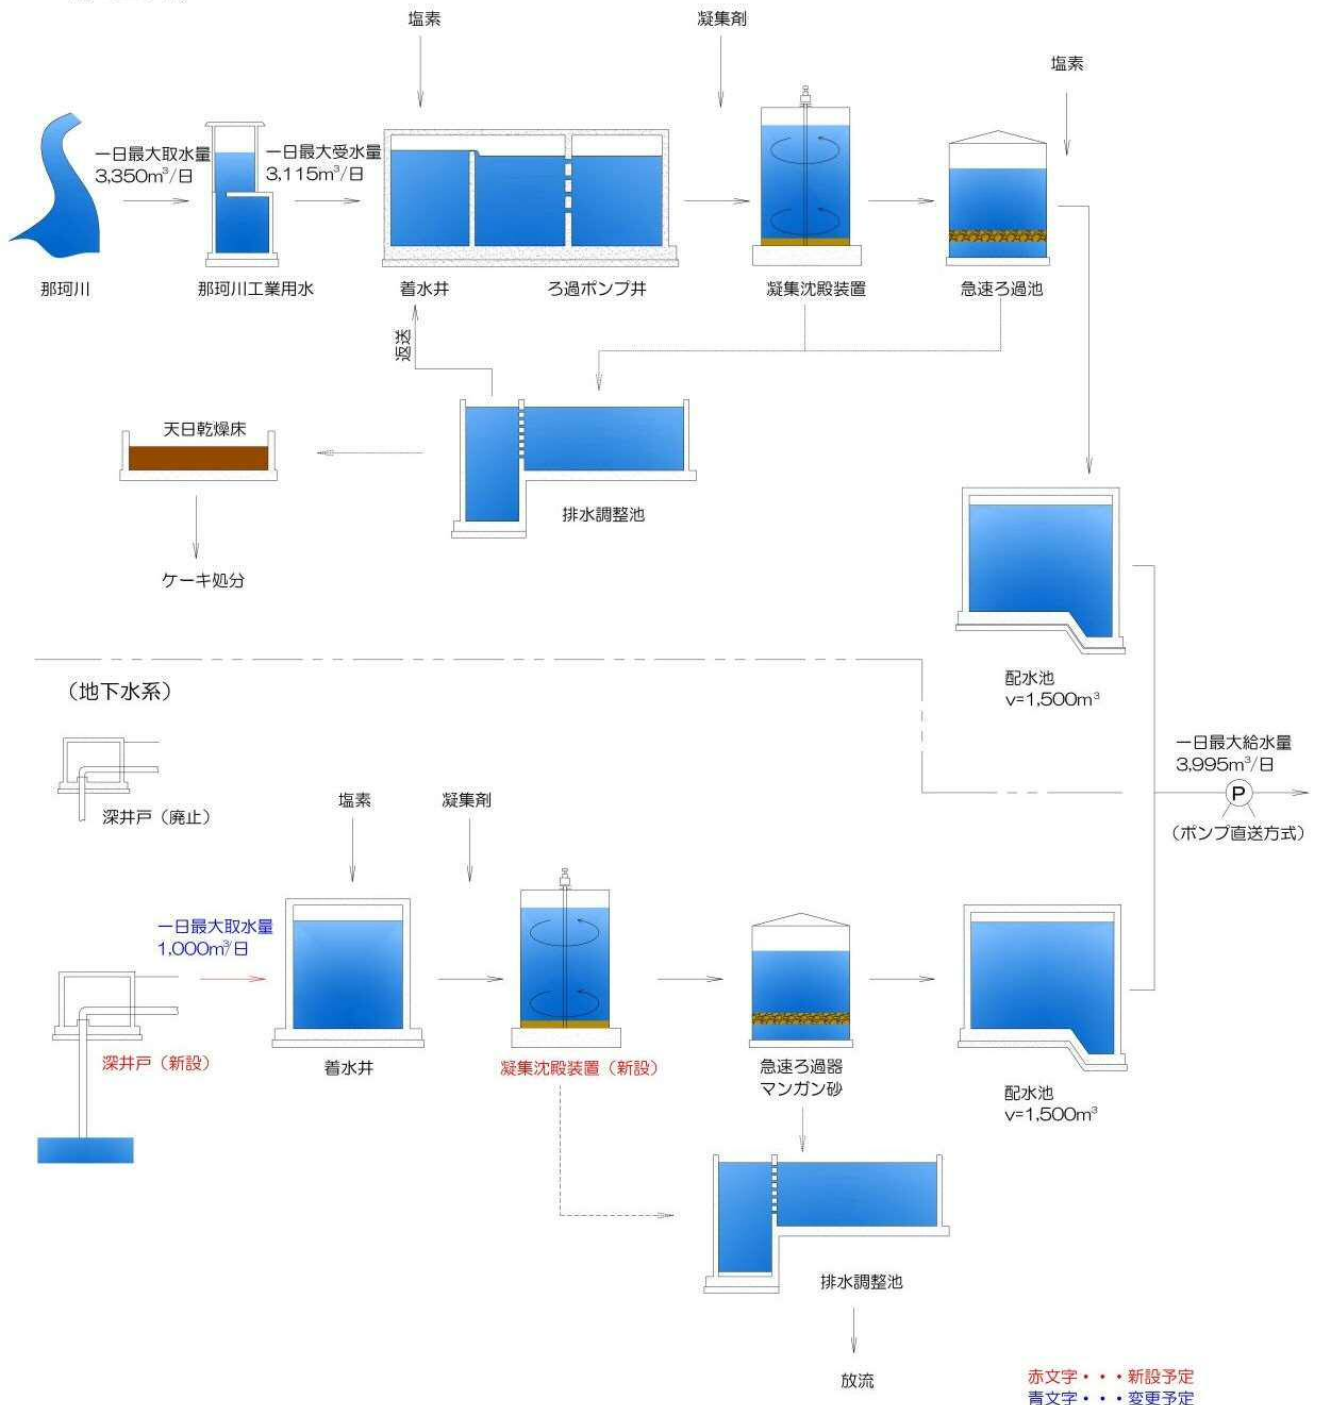 塩素
凝集剤
塩素
一日最大取水量
3,350m³/日
一日最大受水量
3,115m³/日
那珂川
那珂川工業用水
着水井
ろ過ポンプ井
凝集沈殿装置
急速ろ過池
返送
天日乾燥床
排水調整池
ケーキ処分
配水池
v=1,500m³
(地下水系)
一日最大給水量
3,995m³/日
P
(ポンプ直送方式)
深井戸(廃止)
塩素
凝集剤
一日最大取水量
1,000m³/日
深井戸(新設)
着水井
凝集沈殿装置(新設)
急速ろ過器
マンガン砂
配水池
v=1,500m³
排水調整池
放流
赤文字・・・新設予定
青文字・・・変更予定